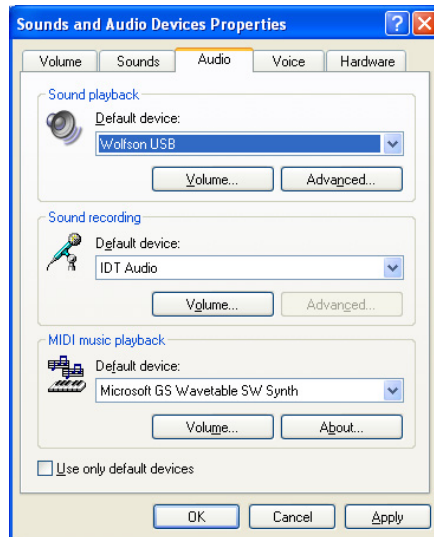 Sounds and Audio Devices Properties
Volume Sounds Audio Voice Hardware
Sound playback
Default device:
Wolfson USB
Volume... Advanced...
Sound recording
Default device:
IDT Audio
Volume... Advanced...
MIDI music playback
Default device:
Microsoft GS Wavetable SW Synth
Volume... About...
Use only default devices
OK Cancel Apply